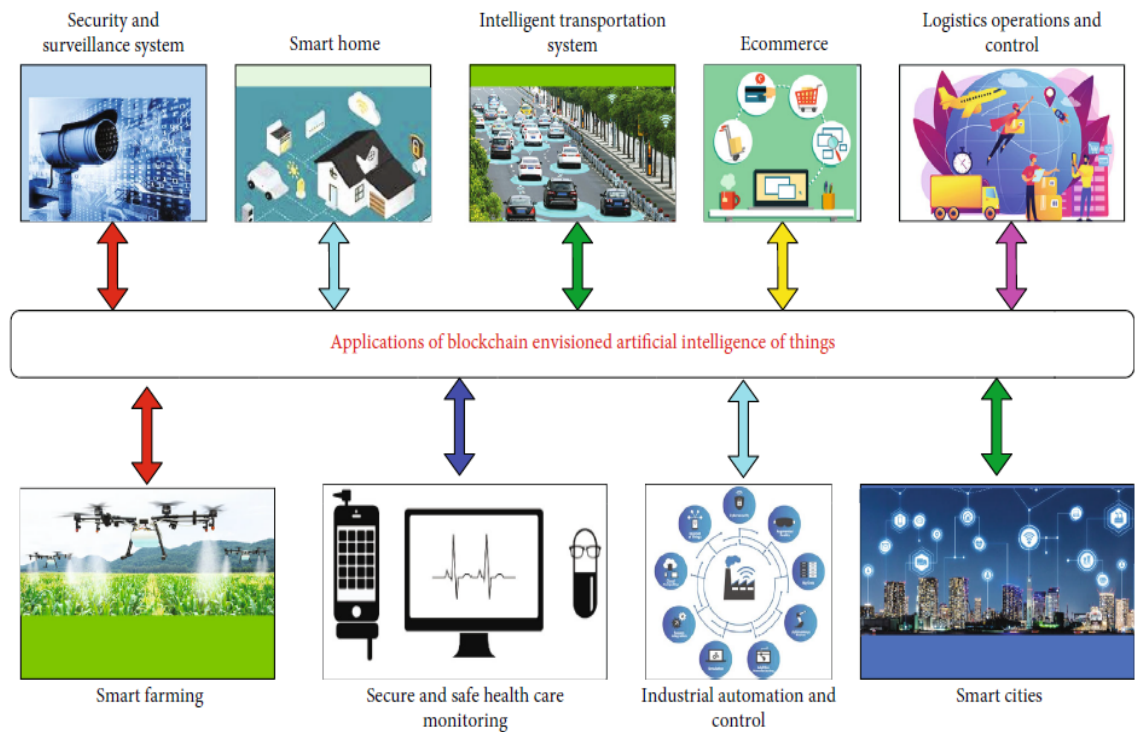 Security and
surveillance system
Smart home
Intelligent transportation
system
Ecommerce
Logistics operations and
control
Applications of blockchain envisioned artificial intelligence of things
Smart farming
Secure and safe health care
monitoring
Industrial automation and
control
Smart cities